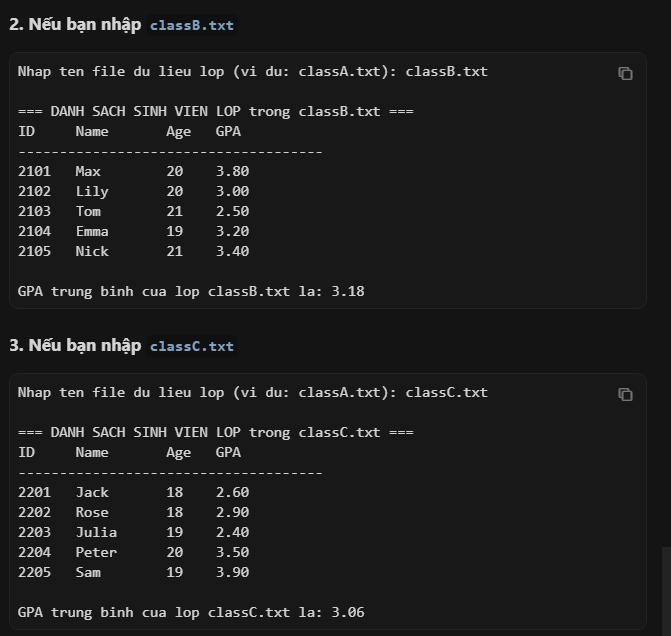 2. Nếu bạn nhập classB.txt
Nhap ten file du lieu lop (vi du: classA.txt): classB.txt
=== DANH SACH SINH VIEN LOP trong classB.txt ===
ID Name Age GPA
-------------------------------------
2101 Max 20 3.80
2102 Lily 20 3.00
2103 Tom 21 2.50
2104 Emma 19 3.20
2105 Nick 21 3.40
GPA trung binh cua lop classB.txt la: 3.18
3. Nếu bạn nhập classC.txt
Nhap ten file du lieu lop (vi du: classA.txt): classC.txt
=== DANH SACH SINH VIEN LOP trong classC.txt ===
ID Name Age GPA
-------------------------------------
2201 Jack 18 2.60
2202 Rose 18 2.90
2203 Julia 19 2.40
2204 Peter 20 3.50
2205 Sam 19 3.90
GPA trung binh cua lop classC.txt la: 3.06